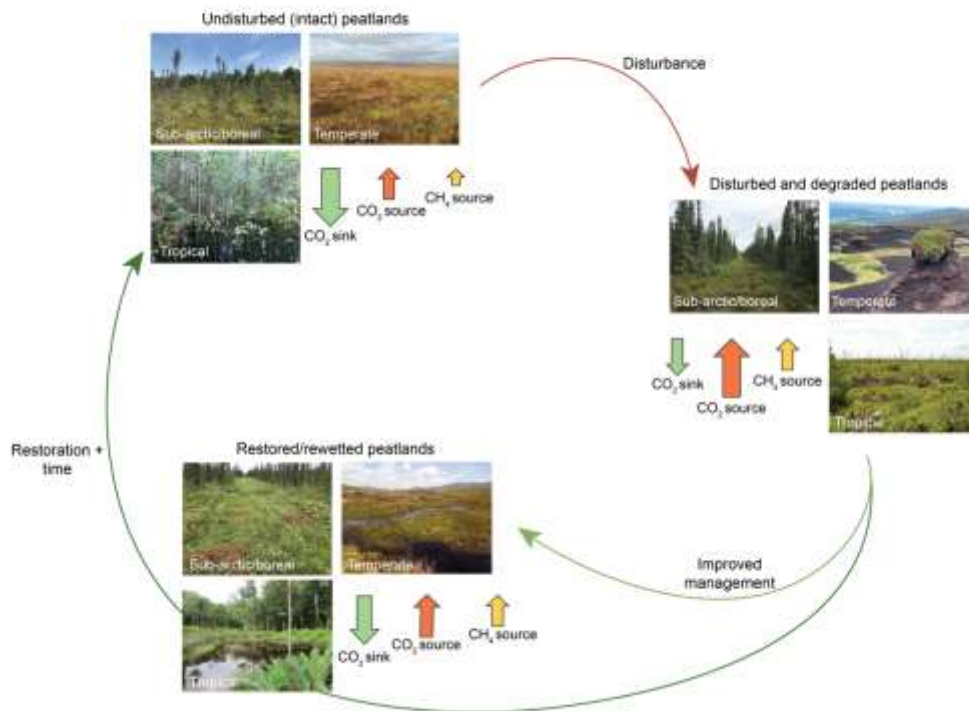 Undisturbed (intact) peatlands
Sub-arctic/boreal
Temperate
Tropical
CO₂ sink
CO₂ source
CH₄ source
Disturbance
Disturbed and degraded peatlands
Sub-arctic/boreal
Temperate
CO₂ sink
CO₂ source
CH₄ source
Tropical
Restoration +
time
Restored/rewetted peatlands
Sub-arctic/boreal
Temperate
Tropical
CO₂ sink
CO₂ source
CH₄ source
Improved
management